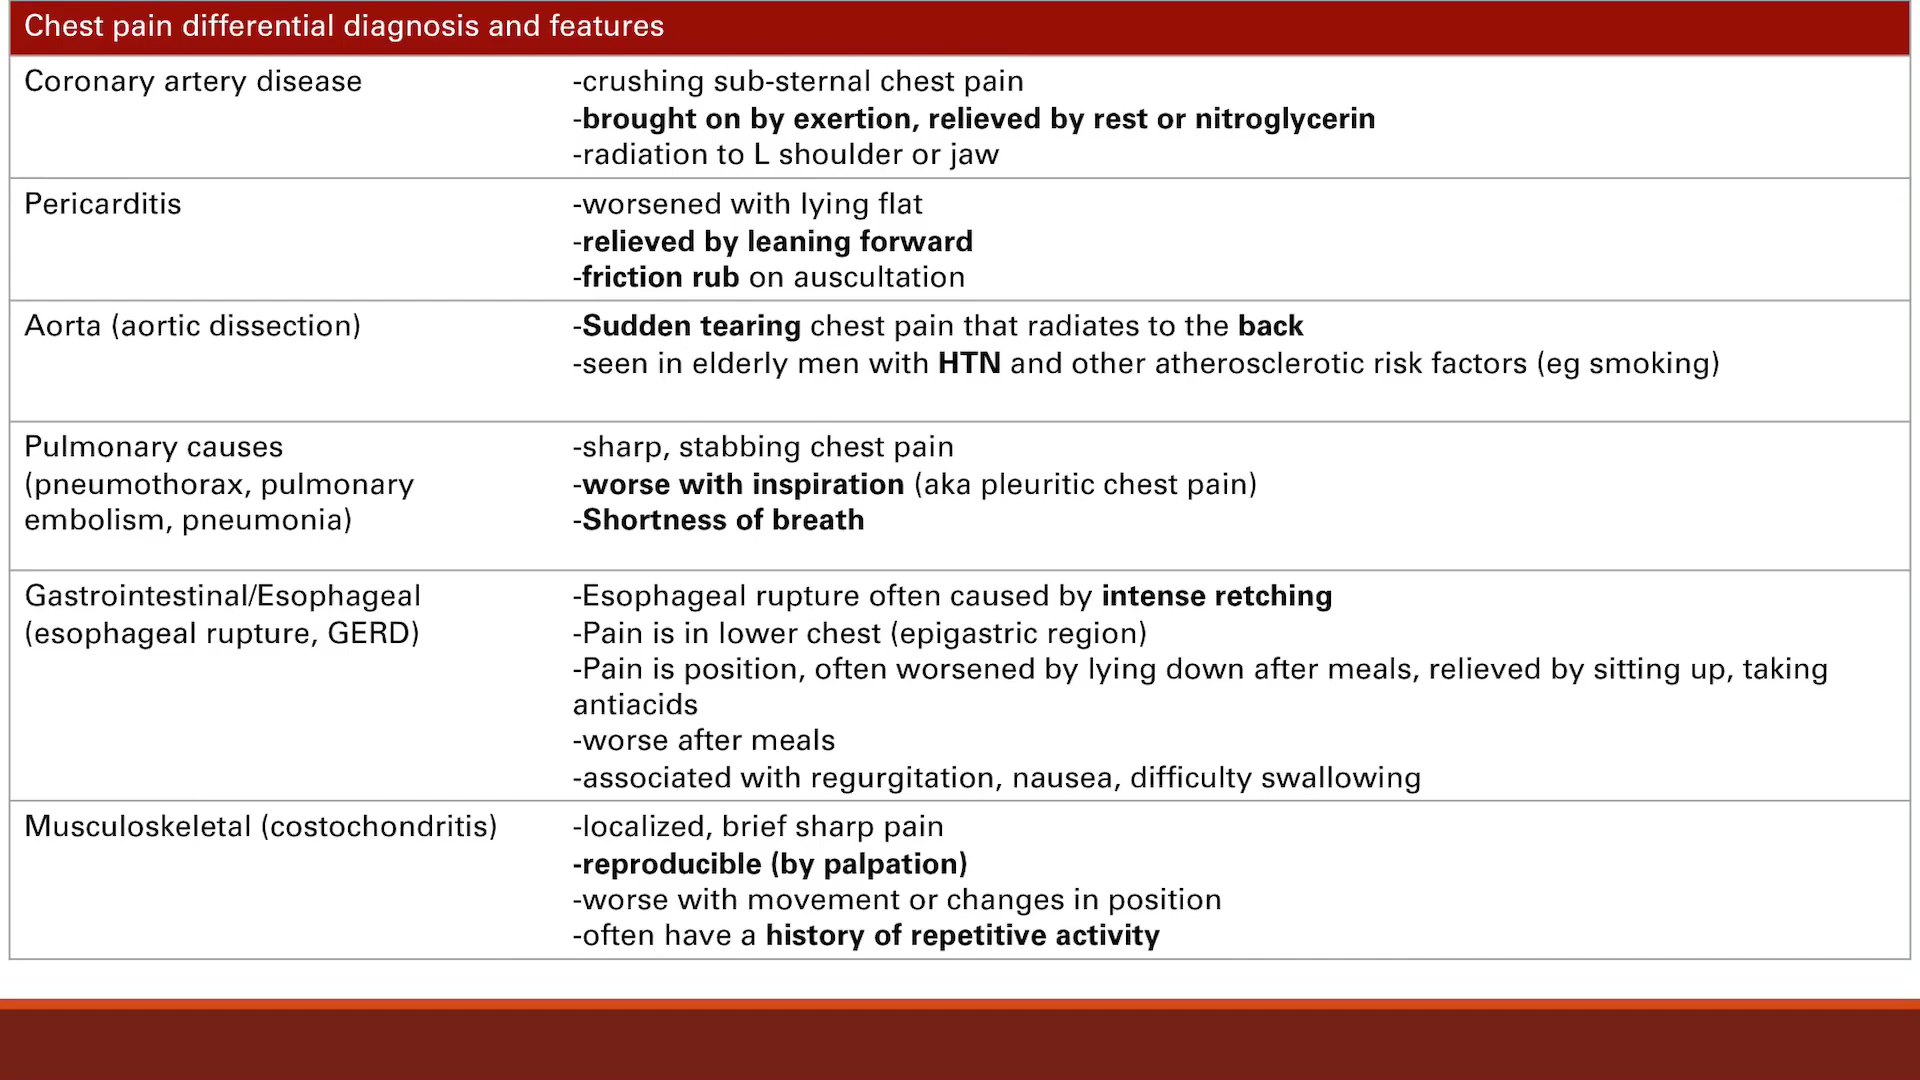 Chest pain differential diagnosis and features
Coronary artery disease
-crushing sub-sternal chest pain
-brought on by exertion, relieved by rest or nitroglycerin
-radiation to L shoulder or jaw
Pericarditis
-worsened with lying flat
-relieved by leaning forward
-friction rub on auscultation
Aorta (aortic dissection)
-Sudden tearing chest pain that radiates to the back
-seen in elderly men with HTN and other atherosclerotic risk factors (eg smoking)
Pulmonary causes
(pneumothorax, pulmonary
embolism, pneumonia)
-sharp, stabbing chest pain
-worse with inspiration (aka pleuritic chest pain)
-Shortness of breath
Gastrointestinal/Esophageal
(esophageal rupture, GERD)
-Esophageal rupture often caused by intense retching
-Pain is in lower chest (epigastric region)
-Pain is position, often worsened by lying down after meals, relieved by sitting up, taking
antiacids
-worse after meals
-associated with regurgitation, nausea, difficulty swallowing
Musculoskeletal (costochondritis)
-localized, brief sharp pain
-reproducible (by palpation)
-worse with movement or changes in position
-often have a history of repetitive activity